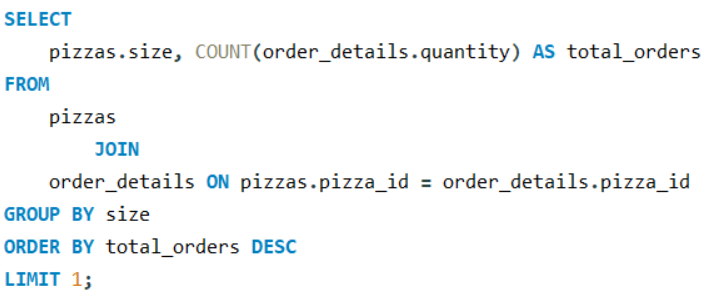 SELECT
pizzas.size, COUNT(order_details.quantity) AS total_orders
FROM
pizzas
JOIN
order_details ON pizzas.pizza_id = order_details.pizza_id
GROUP BY size
ORDER BY total_orders DESC
LIMIT 1;